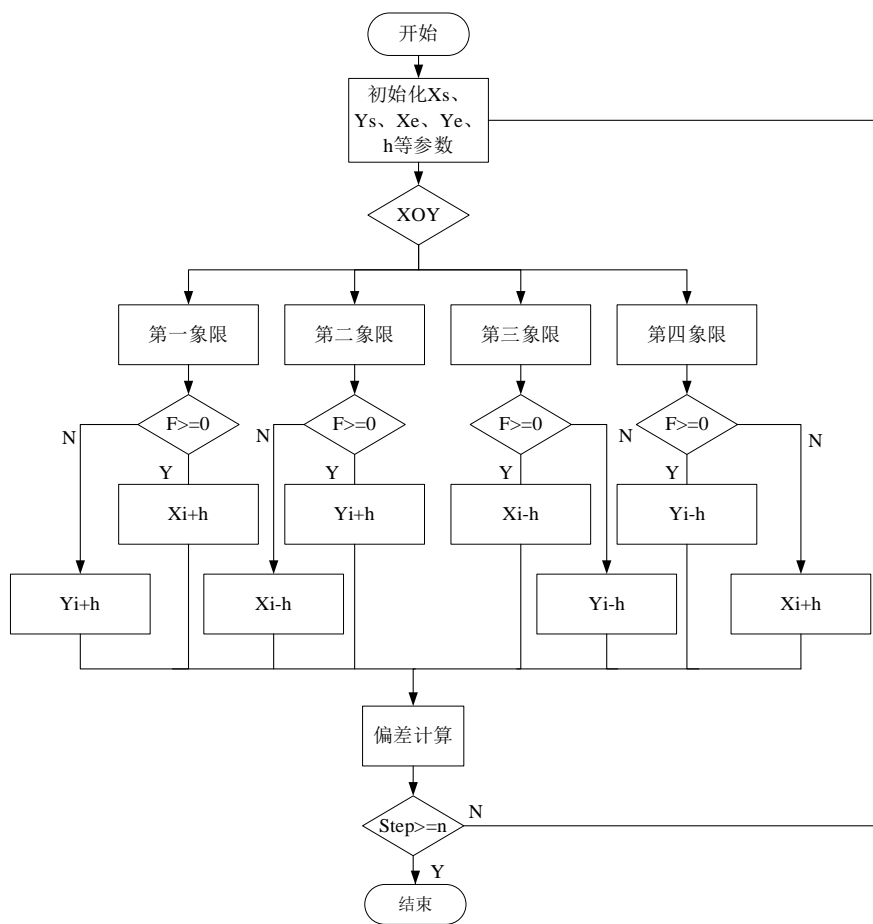 开始
初始化Xs、
Ys、Xe、Ye、
h等参数
XOY
第一象限
第二象限
第三象限
第四象限
F>=0
F>=0
F>=0
F>=0
N
N
N
N
Y
Y
Y
Y
Xi+h
Yi+h
Xi-h
Yi-h
Yi+h
Xi-h
Yi-h
Xi+h
偏差计算
Step>=n
N
Y
结束